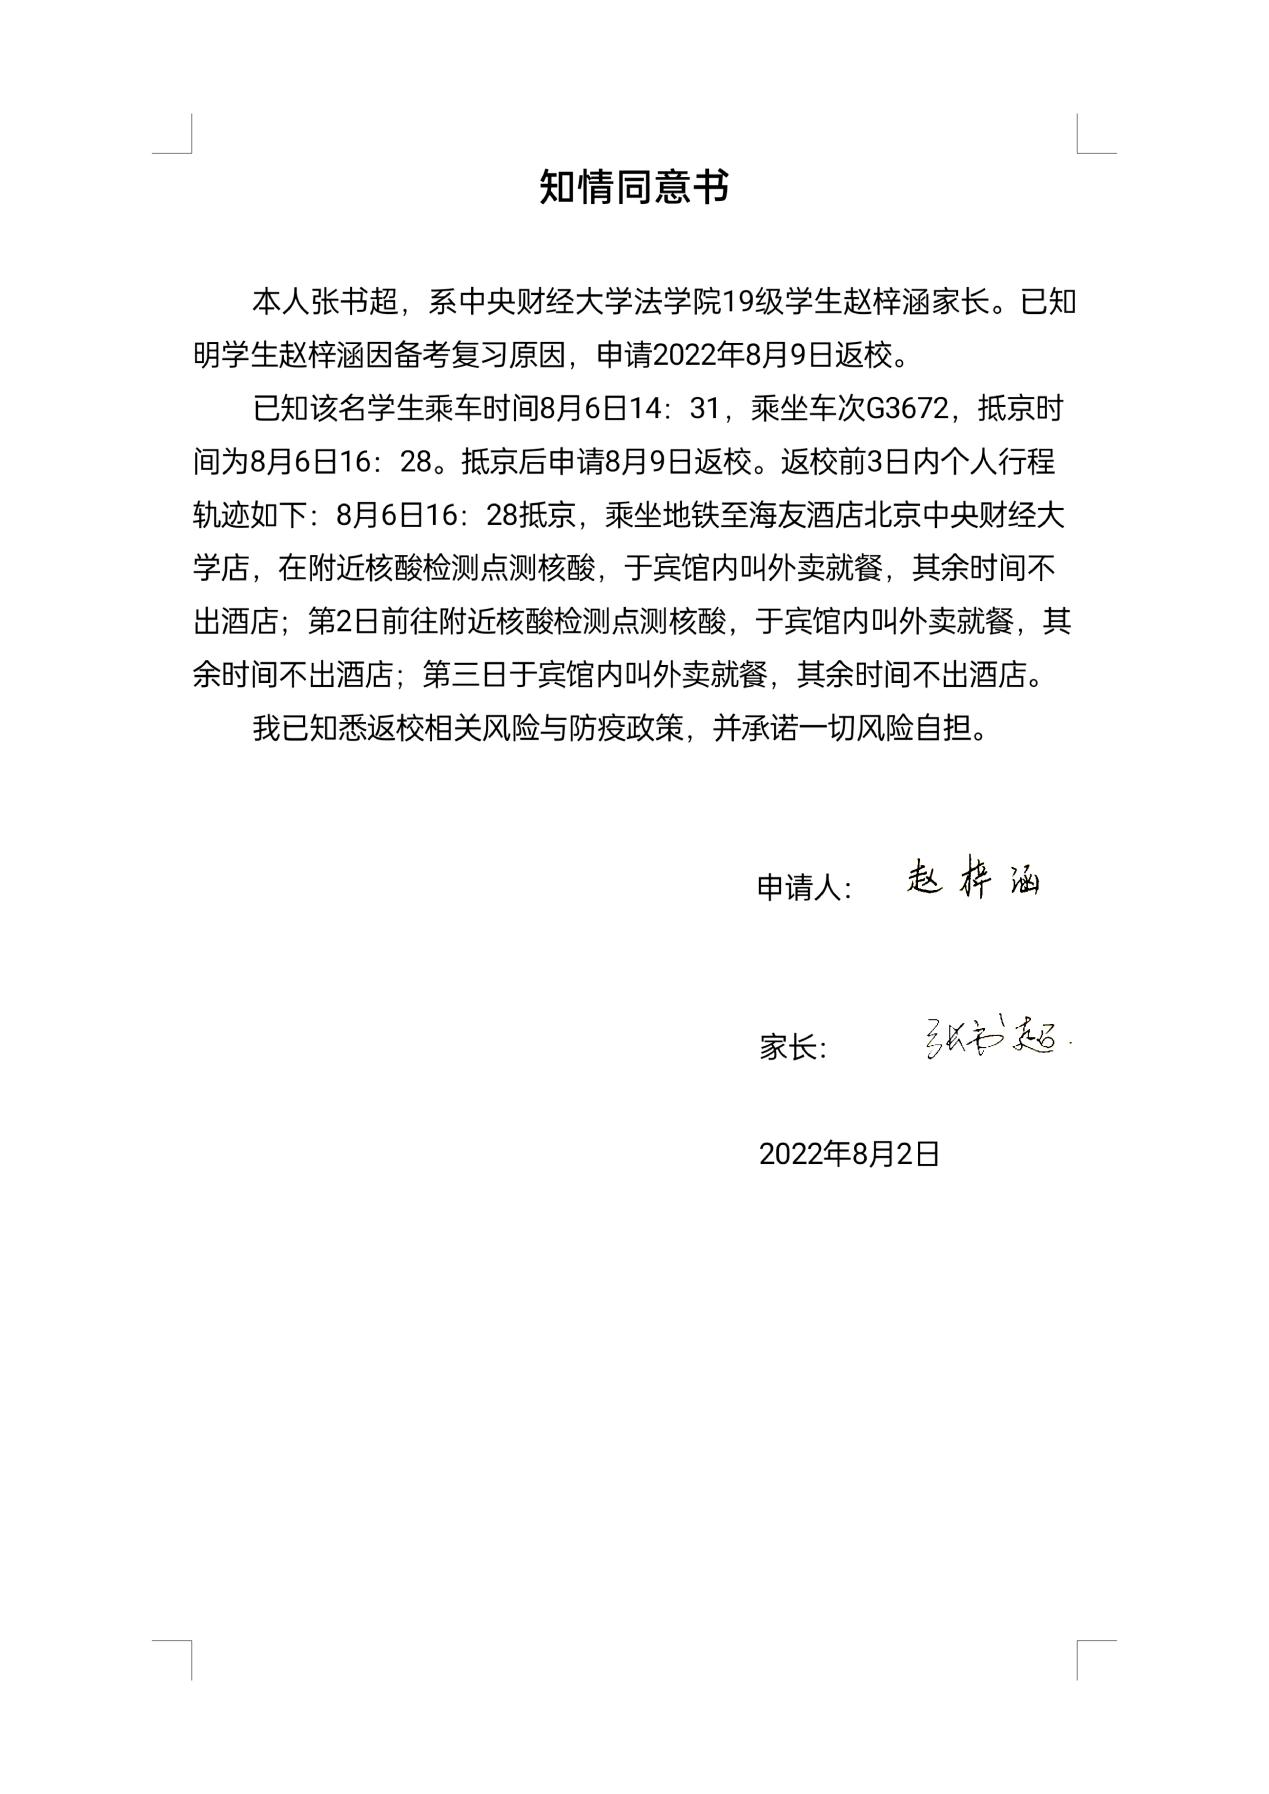 知情同意书
本人张书超，系中央财经大学法学院19级学生赵梓涵家长。已知
明学生赵梓涵因备考复习原因，申请2022年8月9日返校。
已知该名学生乘车时间8月6日14：31，乘坐车次G3672，抵京时
间为8月6日16：28。抵京后申请8月9日返校。返校前3日内个人行程
轨迹如下：8月6日16：28抵京，乘坐地铁至海友酒店北京中央财经大
学店，在附近核酸检测点测核酸，于宾馆内叫外卖就餐，其余时间不
出酒店；第2日前往附近核酸检测点测核酸，于宾馆内叫外卖就餐，其
余时间不出酒店；第三日于宾馆内叫外卖就餐，其余时间不出酒店。
我已知悉返校相关风险与防疫政策，并承诺一切风险自担。
申请人： 赵梓涵
家长： 张书超.
2022年8月2日